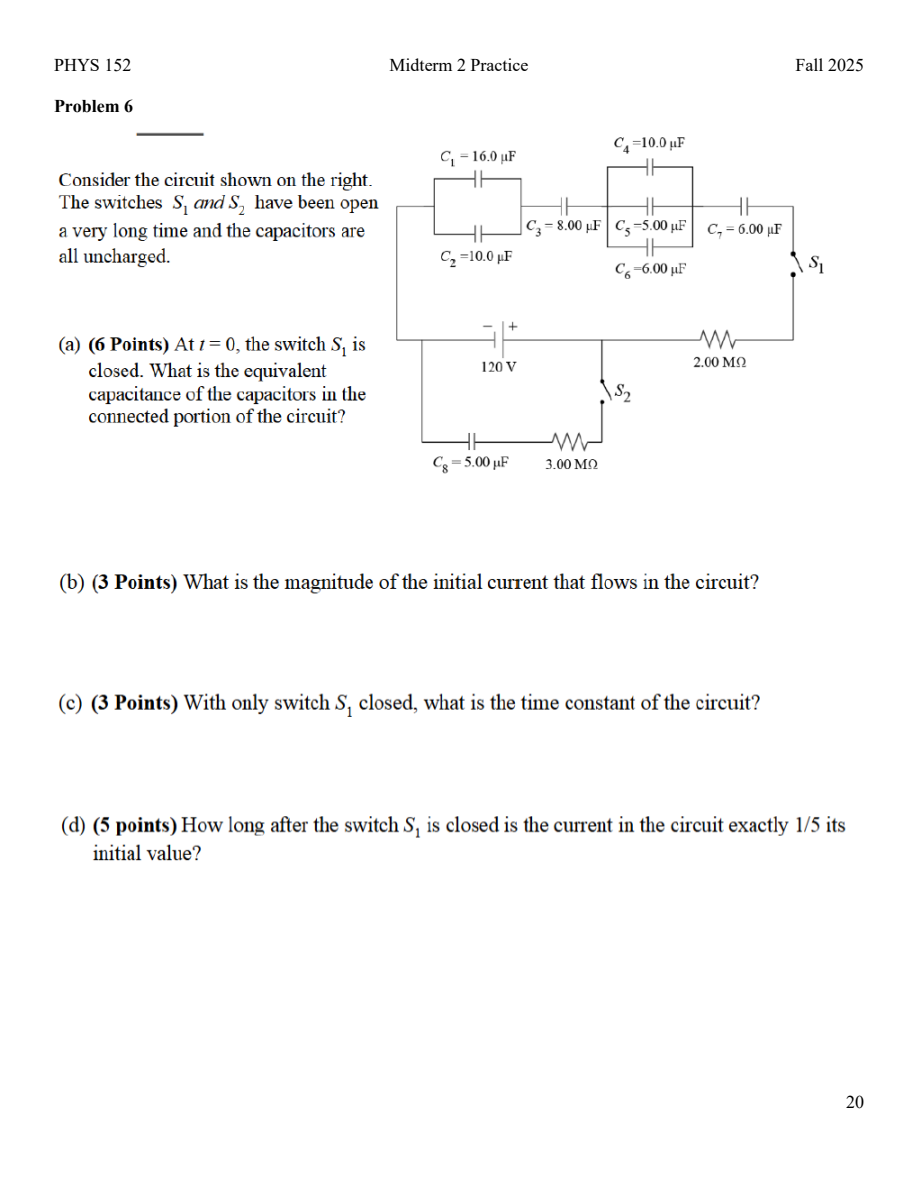 PHYS 152 Midterm 2 Practice Fall 2025
Problem 6
Consider the circuit shown on the right.
The switches S₁ and S₂ have been open
a very long time and the capacitors are
all uncharged.
C₁ = 16.0 μF
C₄ =10.0 μF
C₃ = 8.00 μF
C₅ =5.00 μF
C₇ = 6.00 μF
C₂ =10.0 μF
C₆ =6.00 μF
S₁
− +
120 V
2.00 MΩ
S₂
C₈ = 5.00 μF
3.00 MΩ
(a) (6 Points) At t = 0, the switch S₁ is
closed. What is the equivalent
capacitance of the capacitors in the
connected portion of the circuit?
(b) (3 Points) What is the magnitude of the initial current that flows in the circuit?
(c) (3 Points) With only switch S₁ closed, what is the time constant of the circuit?
(d) (5 points) How long after the switch S₁ is closed is the current in the circuit exactly 1/5 its
initial value?
20